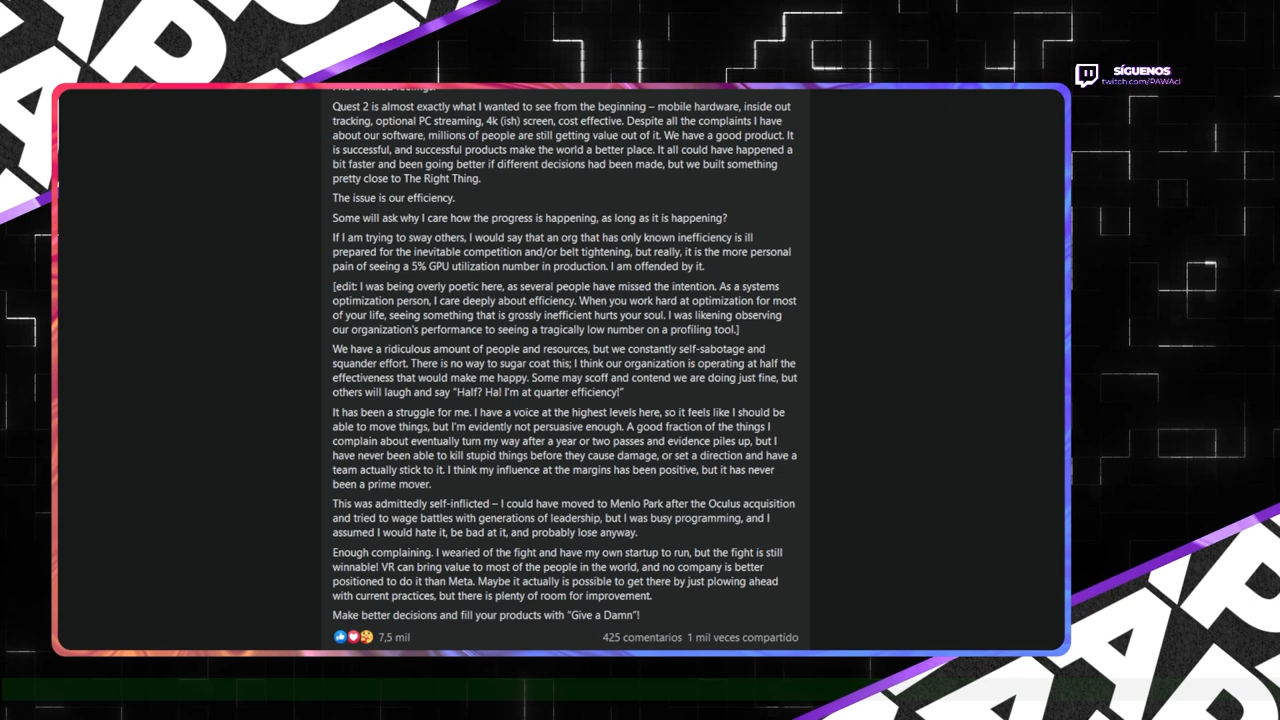 SÍGUENOS
twitch.com/PAWAcl
I have mixed feelings.
Quest 2 is almost exactly what I wanted to see from the beginning – mobile hardware, inside out
tracking, optional PC streaming, 4k (ish) screen, cost effective. Despite all the complaints I
have about our software, millions of people are still getting value out of it. We have a good product. It
is successful, and successful products make the world a better place. It all could have happened a
bit faster and been going better if different decisions had been made, but we built something
pretty close to The Right Thing.
The issue is our efficiency.
Some will ask why I care how the progress is happening, as long as it is happening?
If I am trying to sway others, I would say that an org that has only known inefficiency is ill
prepared for the inevitable competition and/or belt tightening, but really, it is the more personal
pain of seeing a 5% GPU utilization number in production. I am offended by it.
[edit: I was being overly poetic here, as several people have missed the intention. As a systems
optimization person, I care deeply about efficiency. When you work hard at optimization for most
of your life, seeing something that is grossly inefficient hurts your soul. I was likening observing
our organization's performance to seeing a tragically low number on a profiling tool.]
We have a ridiculous amount of people and resources, but we constantly self-sabotage and
squander effort. There is no way to sugar coat this; I think our organization is operating at half the
effectiveness that would make me happy. Some may scoff and contend we are doing just fine, but
others will laugh and say “Half? Ha! I'm at quarter efficiency!”
It has been a struggle for me. I have a voice at the highest levels here, so it feels like I should be
able to move things, but I'm evidently not persuasive enough. A good fraction of the things I
complain about eventually turn my way after a year or two passes and evidence piles up, but I
have never been able to kill stupid things before they cause damage, or set a direction and have a
team actually stick to it. I think my influence at the margins has been positive, but it has never
been a prime mover.
This was admittedly self-inflicted – I could have moved to Menlo Park after the Oculus acquisition
and tried to wage battles with generations of leadership, but I was busy programming, and I
assumed I would hate it, be bad at it, and probably lose anyway.
Enough complaining. I wearied of the fight and have my own startup to run, but the fight is still
winnable! VR can bring value to most of the people in the world, and no company is better
positioned to do it than Meta. Maybe it actually is possible to get there by just plowing ahead
with current practices, but there is plenty of room for improvement.
Make better decisions and fill your products with “Give a Damn”!
7,5 mil 425 comentarios 1 mil veces compartido